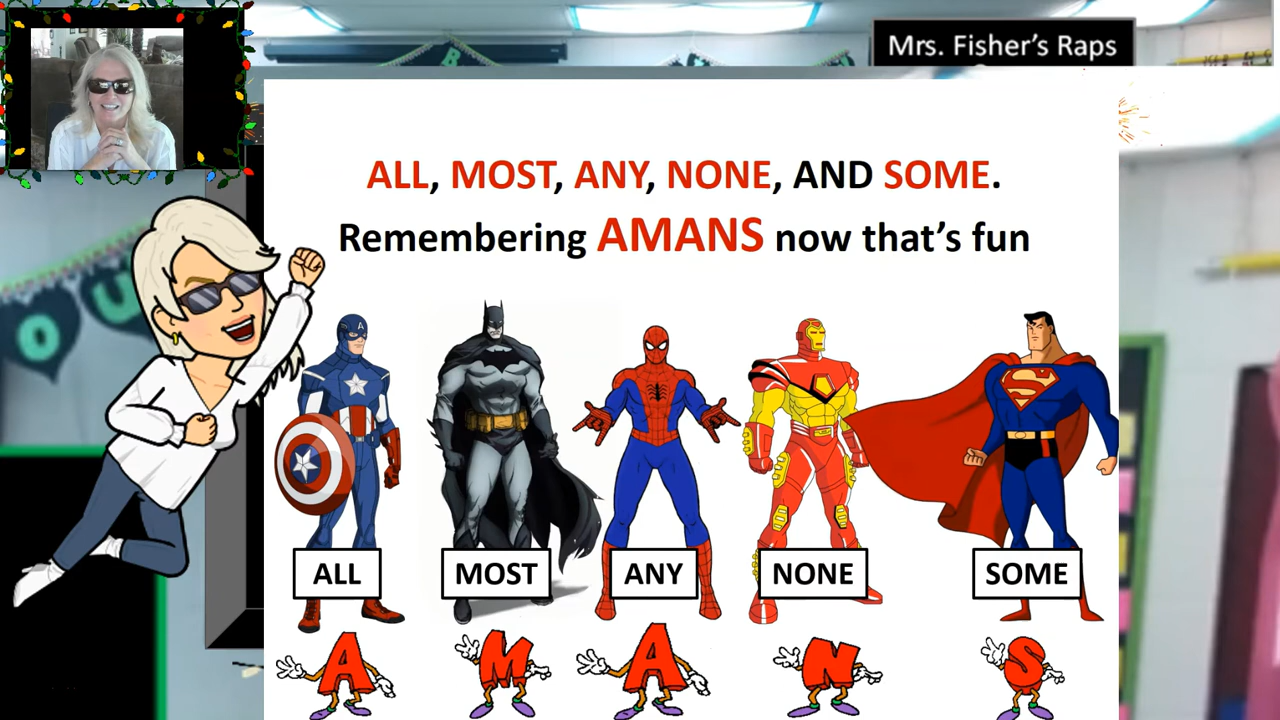 Mrs. Fisher's Raps
ALL, MOST, ANY, NONE, AND SOME.
Remembering AMANS now that's fun
ALL MOST ANY NONE SOME
A M A N S